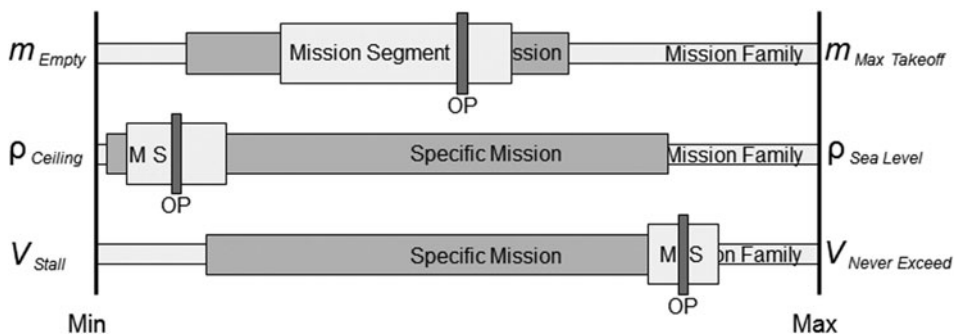 m Empty Mission Segment ssion Mission Family m Max Takeoff
OP
ρ Ceiling M S Specific Mission Mission Family ρ Sea Level
OP
V Stall Specific Mission M S on Family V Never Exceed
OP
Min Max